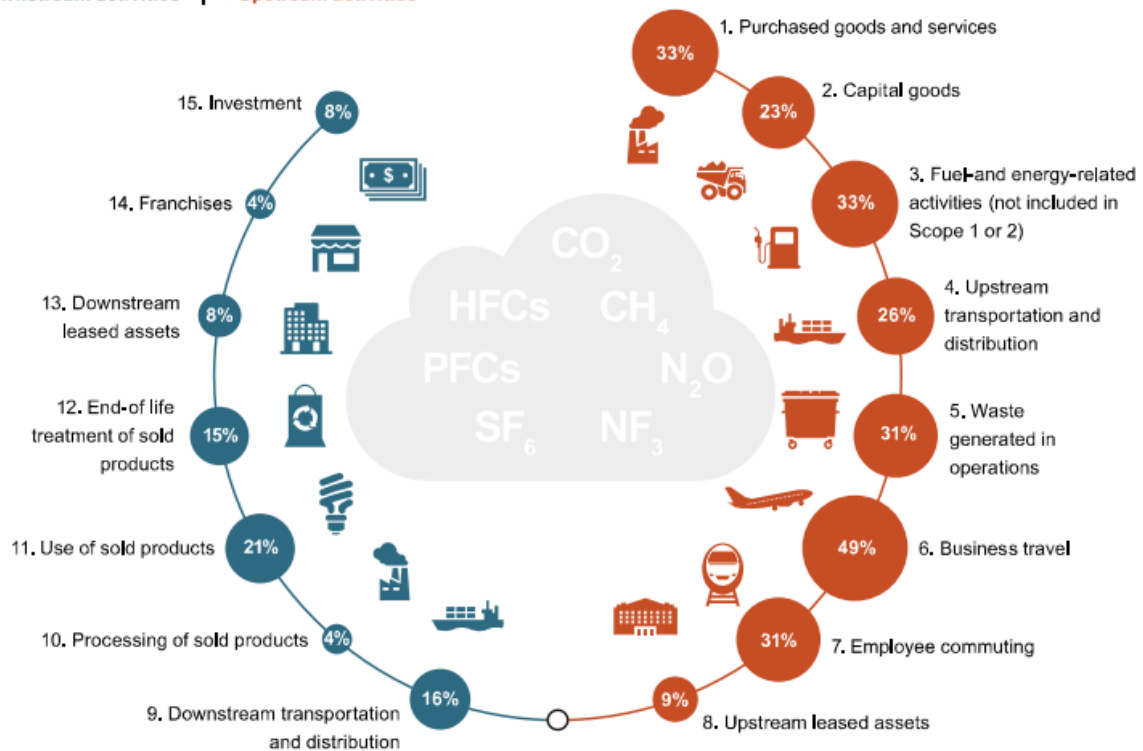 activities | Upstream activities
33%
1. Purchased goods and services
23%
2. Capital goods
33%
3. Fuel-and energy-related
activities (not included in
Scope 1 or 2)
26%
4. Upstream
transportation and
distribution
31%
5. Waste
generated in
operations
49%
6. Business travel
31%
7. Employee commuting
9%
8. Upstream leased assets
16%
9. Downstream transportation
and distribution
4%
10. Processing of sold products
21%
11. Use of sold products
15%
12. End-of life
treatment of sold
products
8%
13. Downstream
leased assets
4%
14. Franchises
8%
15. Investment
$
CO2
HFCs CH4
PFCs N2O
SF6 NF3